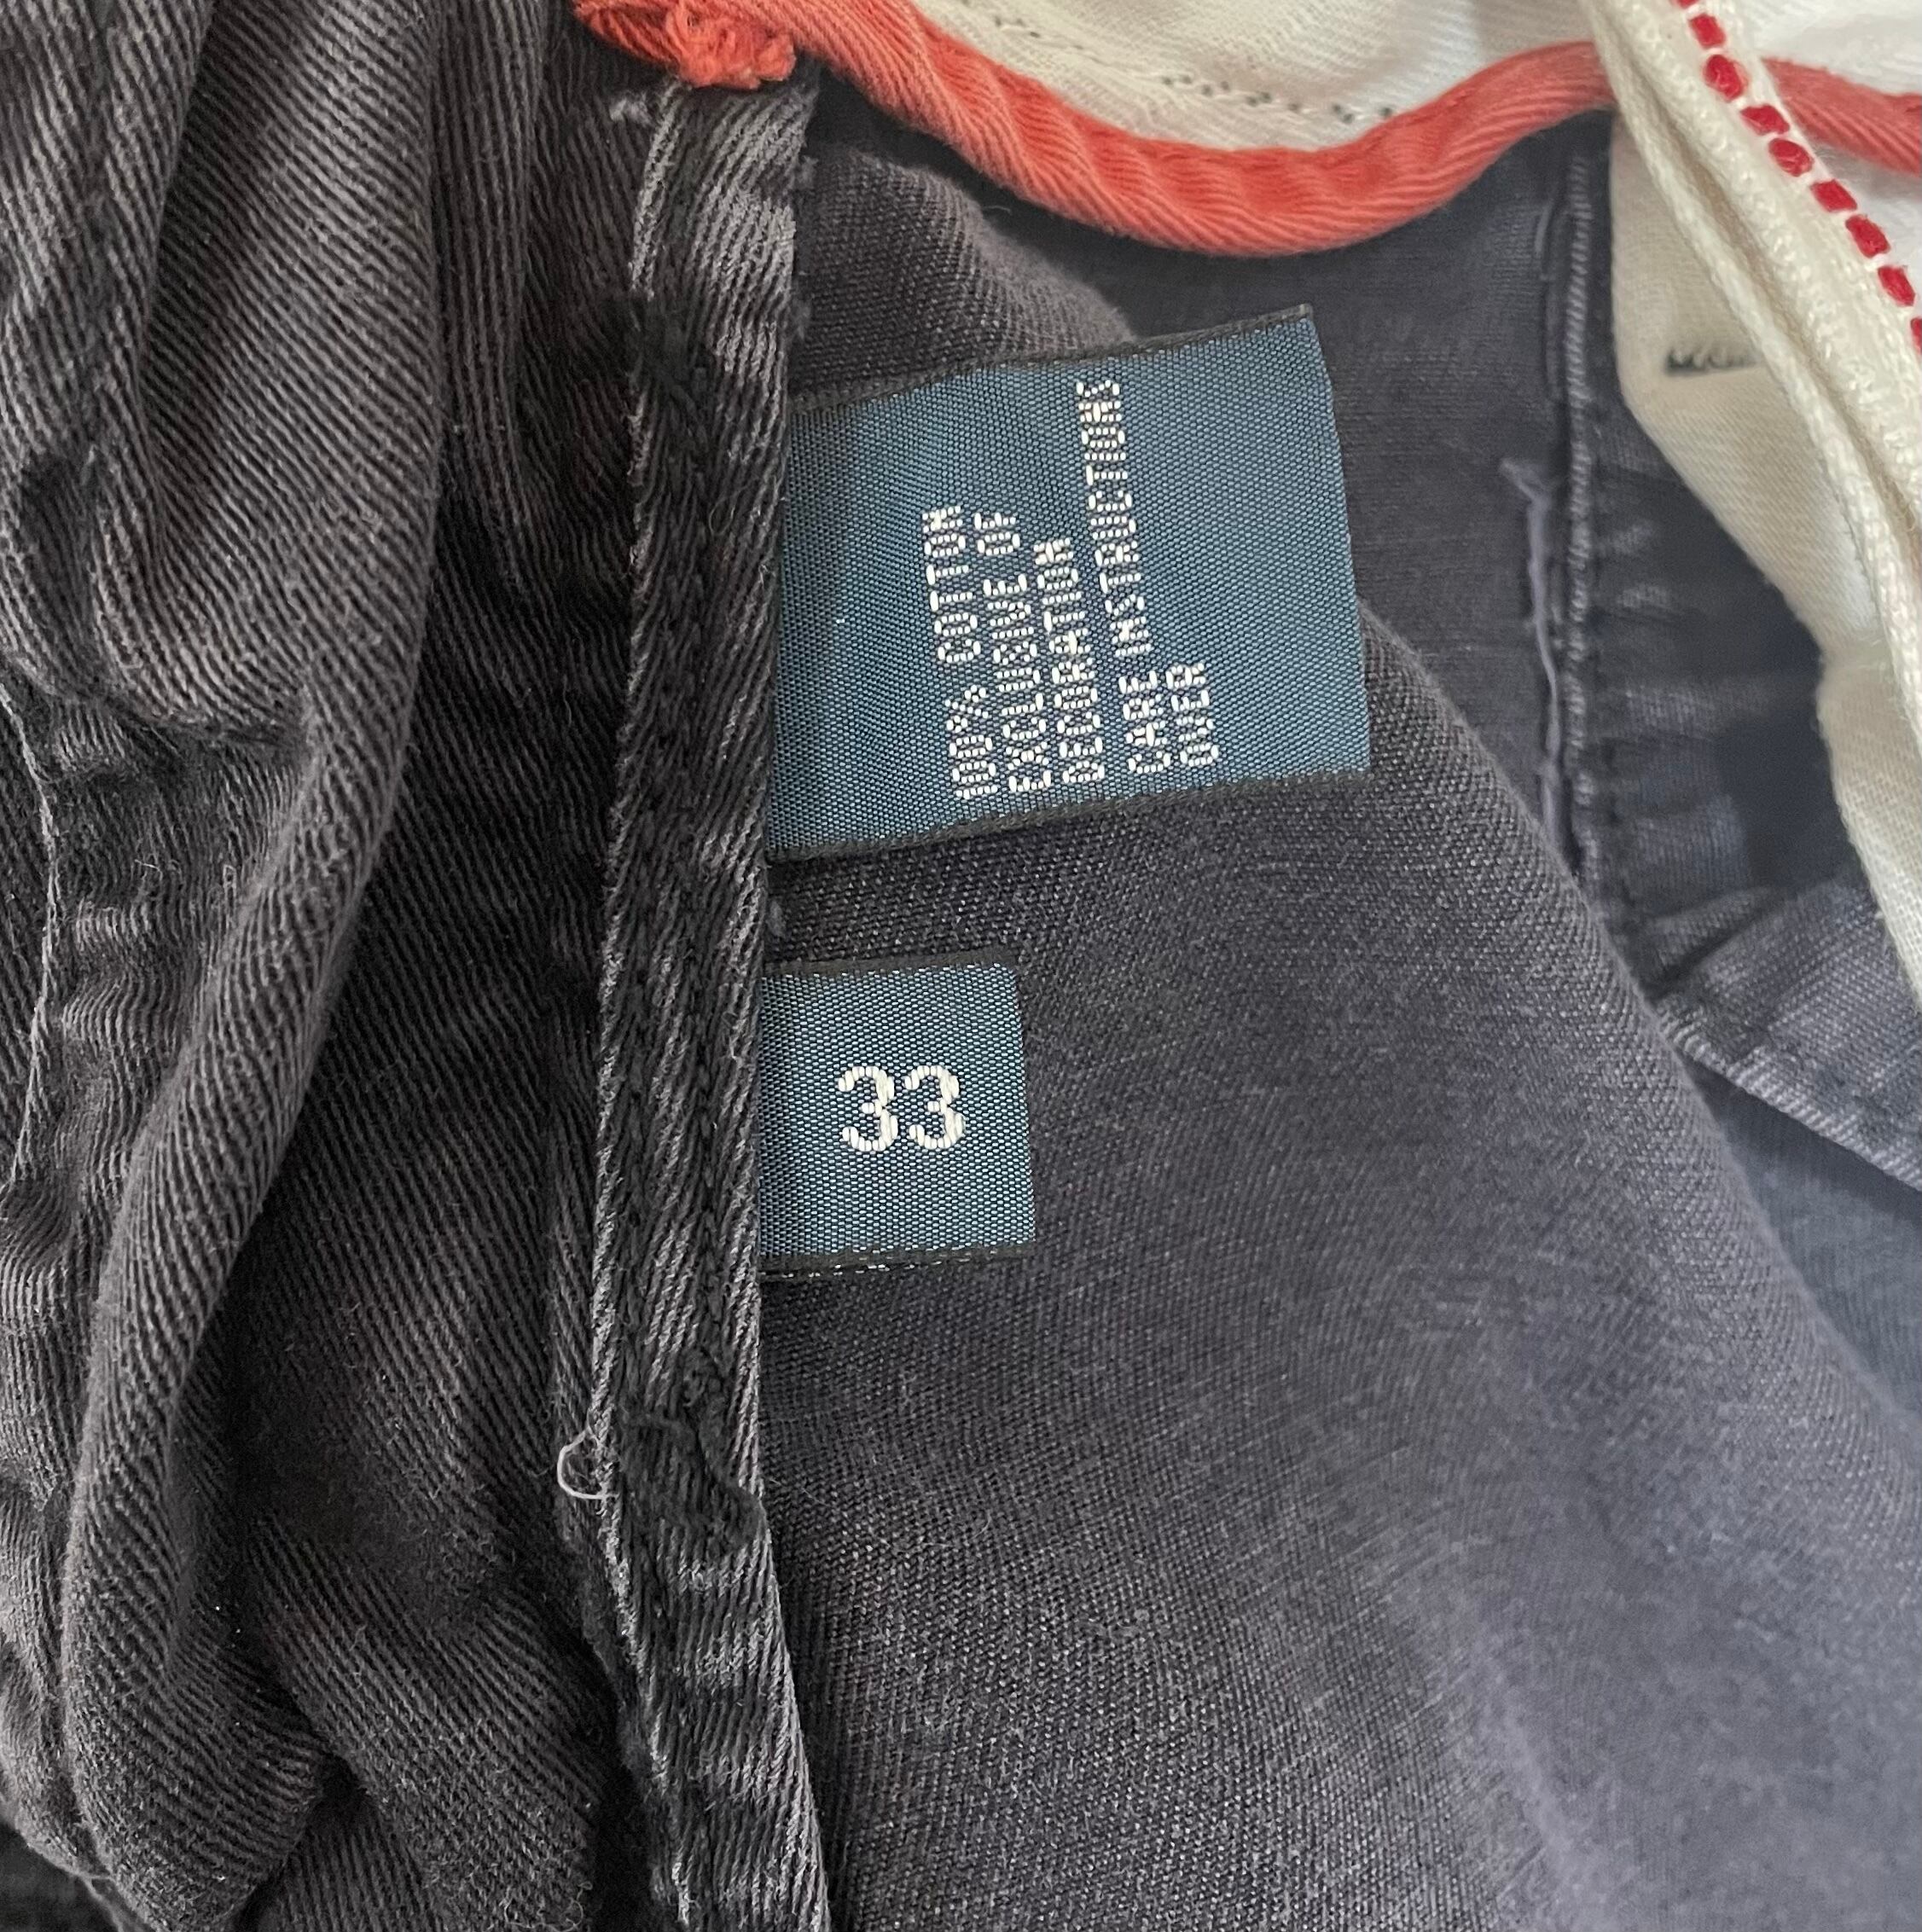 100% COTTON
EXCLUSIVE OF
DECORATION
CARE INSTRUCTIONS
OVER
33